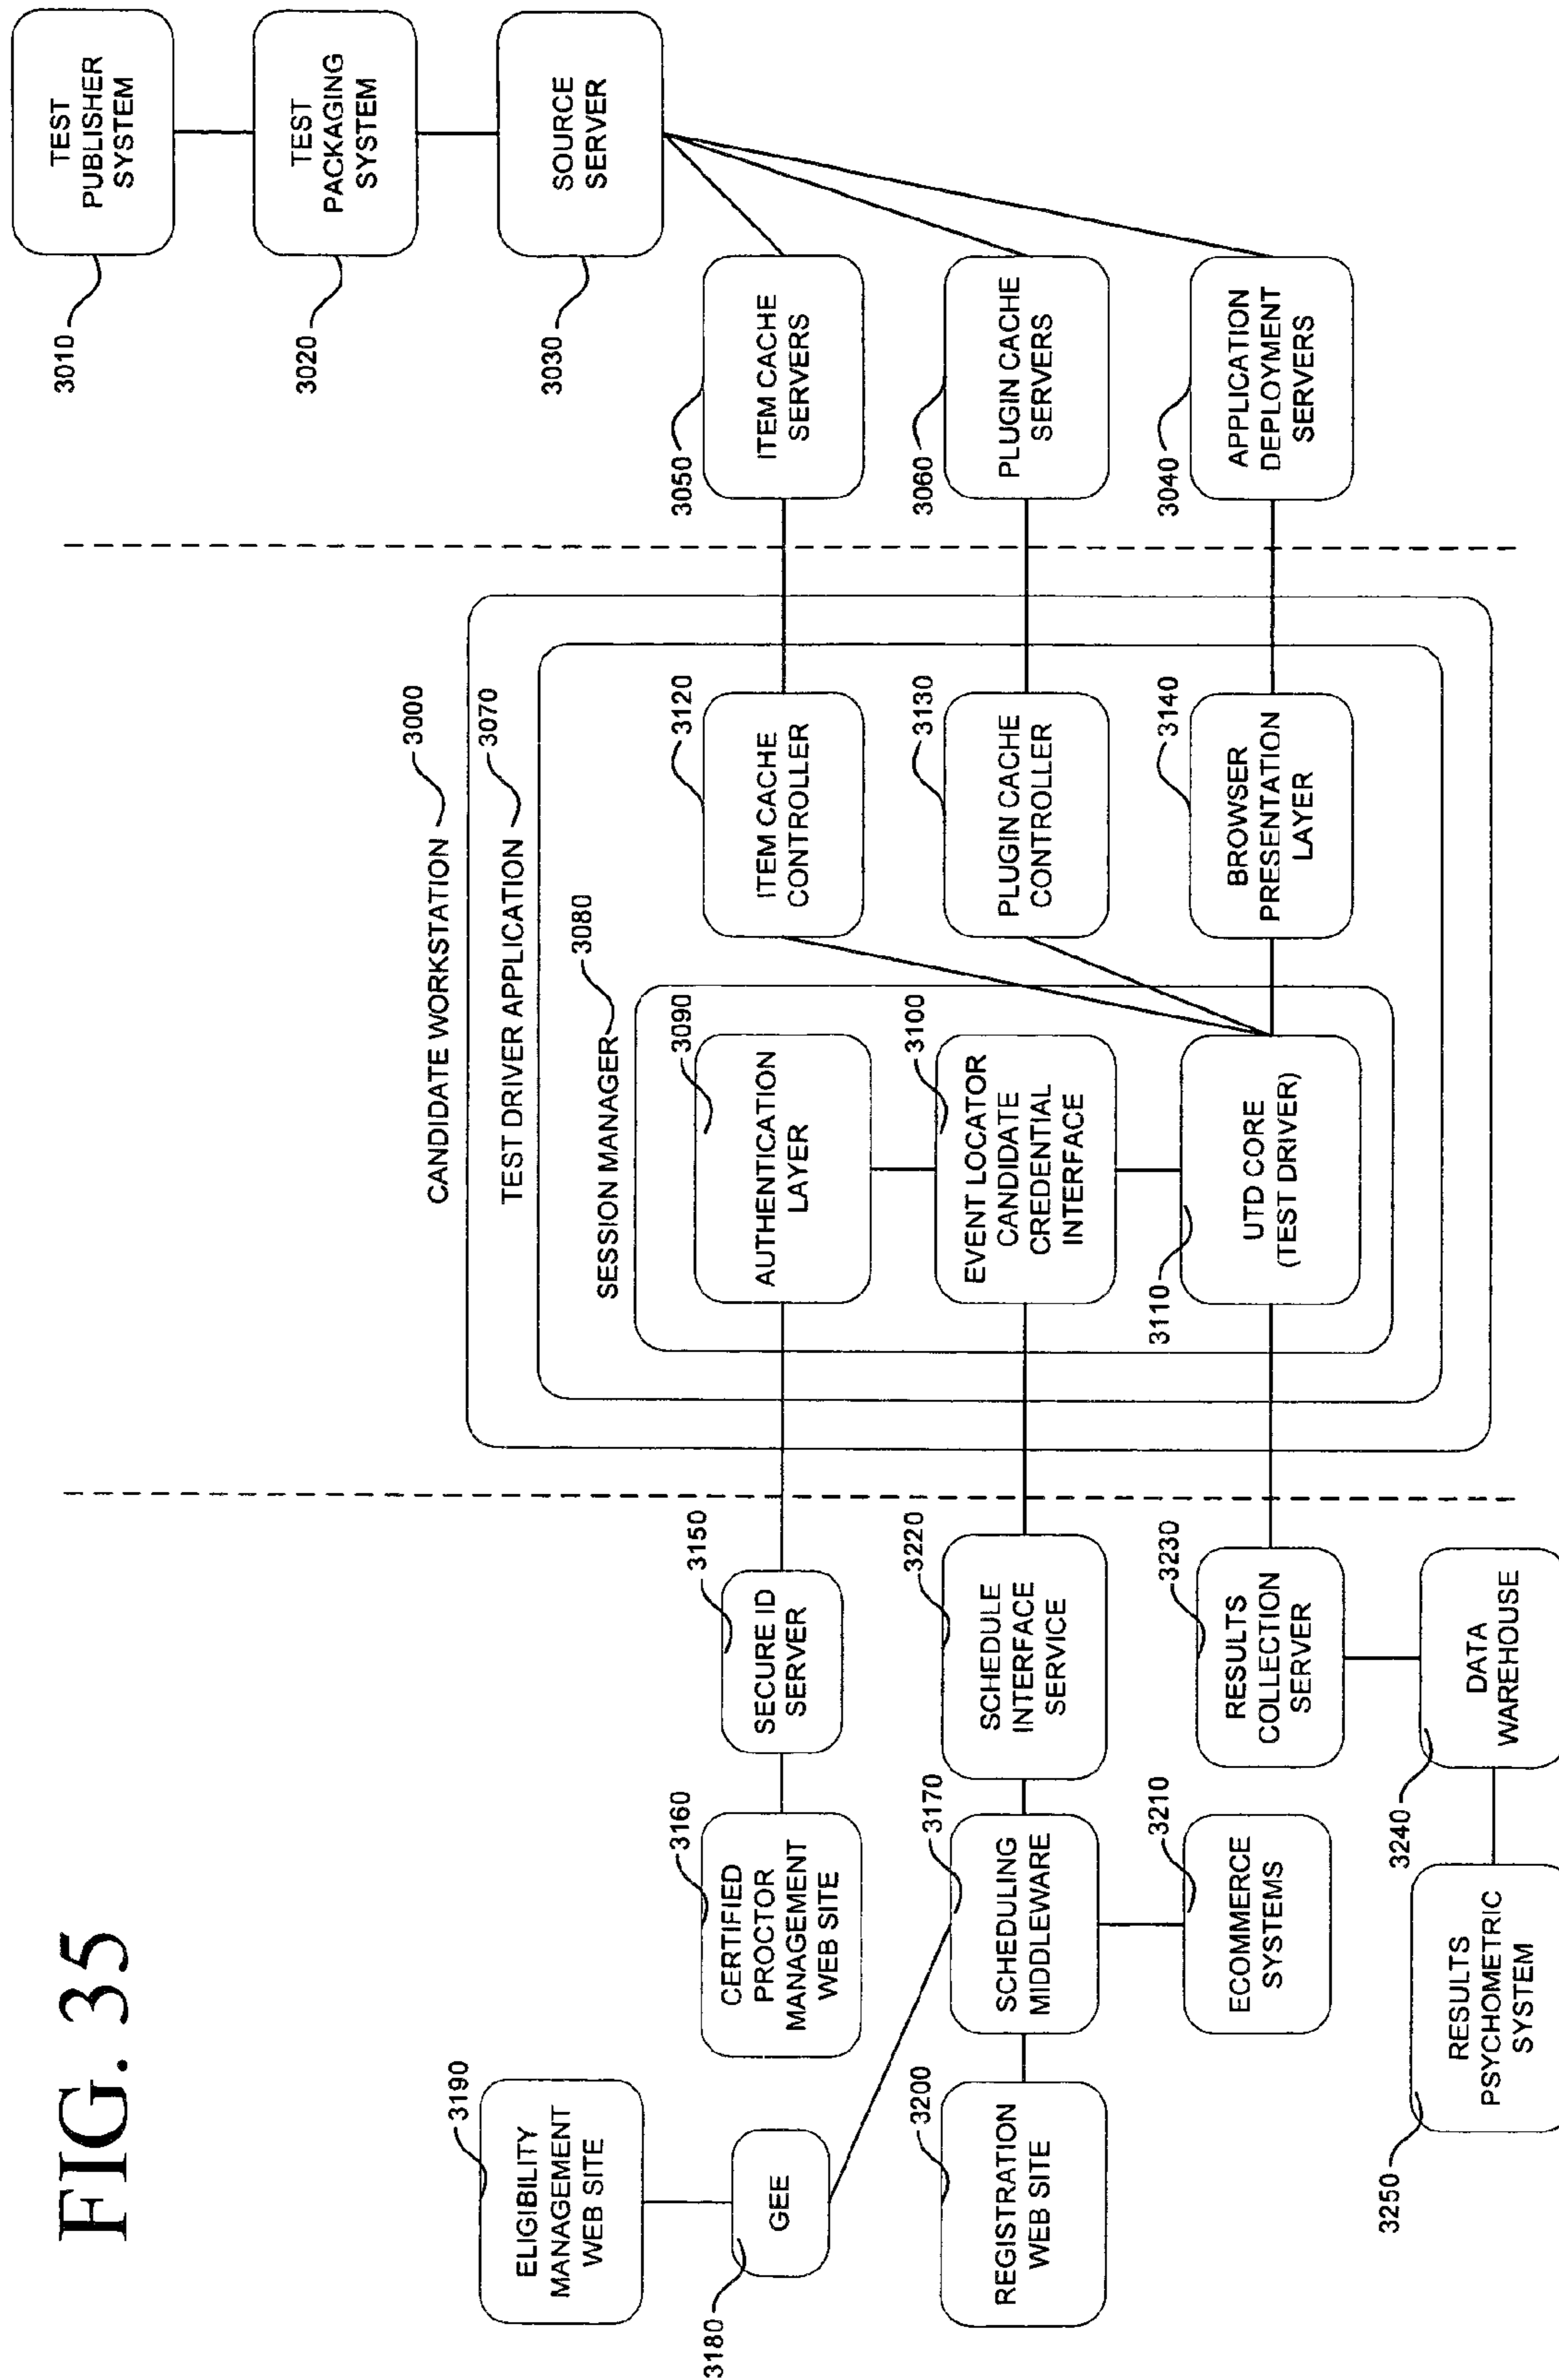 FIG. 35
3190
ELIGIBILITY
MANAGEMENT
WEB SITE
3180
GEE
3200
REGISTRATION
WEB SITE
3160
CERTIFIED
PROCTOR
MANAGEMENT
WEB SITE
3150
SECURE ID
SERVER
3170
SCHEDULING
MIDDLEWARE
3220
SCHEDULE
INTERFACE
SERVICE
3210
ECOMMERCE
SYSTEMS
3230
RESULTS
COLLECTION
SERVER
3240
DATA
WAREHOUSE
3250
RESULTS
PSYCHOMETRIC
SYSTEM
CANDIDATE WORKSTATION
3000
TEST DRIVER APPLICATION
3070
SESSION MANAGER
3080
3090
AUTHENTICATION
LAYER
3100
EVENT LOCATOR
CANDIDATE
CREDENTIAL
INTERFACE
3110
UTD CORE
(TEST DRIVER)
3120
ITEM CACHE
CONTROLLER
3130
PLUGIN CACHE
CONTROLLER
3140
BROWSER
PRESENTATION
LAYER
3010
TEST
PUBLISHER
SYSTEM
3020
TEST
PACKAGING
SYSTEM
3030
SOURCE
SERVER
3050
ITEM CACHE
SERVERS
3060
PLUGIN CACHE
SERVERS
3040
APPLICATION
DEPLOYMENT
SERVERS